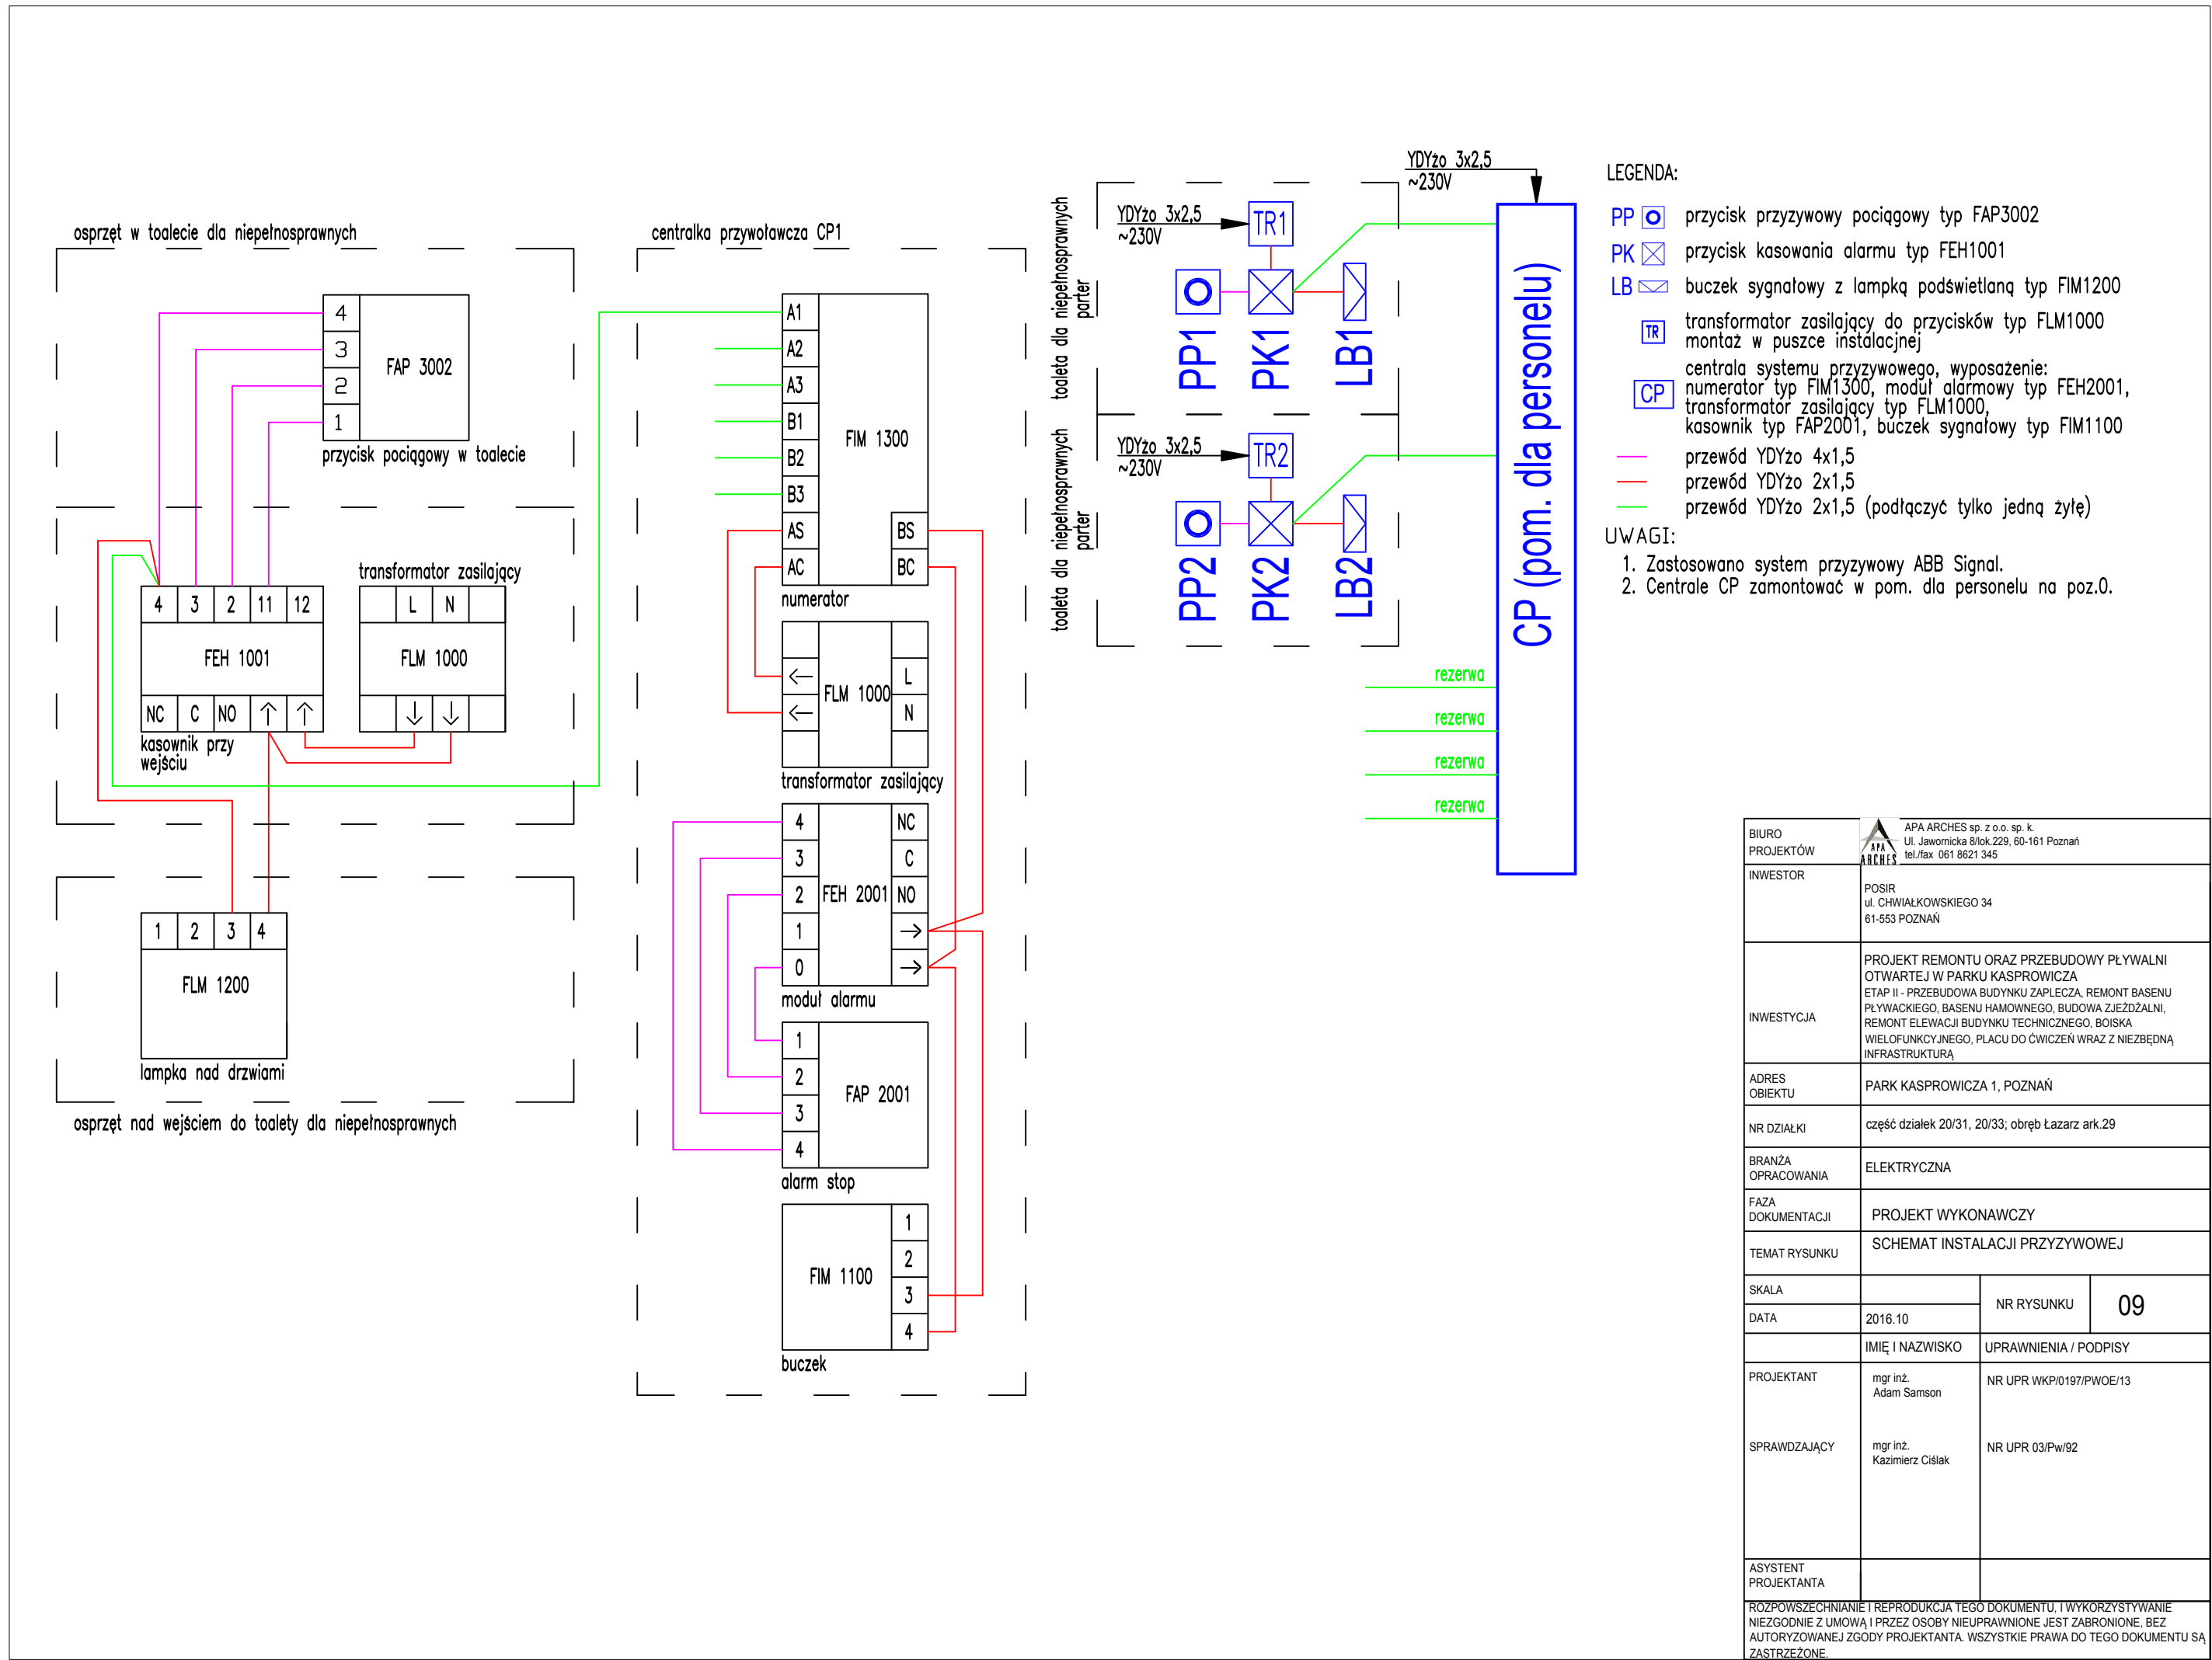 osprzęt w toalecie dla niepełnosprawnych
4
3
2
1
FAP 3002
przycisk pociągowy w toalecie
transformator zasilający
4 3 2 11 12
L N
FEH 1001
FLM 1000
NC C NO ↑ ↑
↓ ↓
kasownik przy
wejściu
1 2 3 4
FLM 1200
lampka nad drzwiami
osprzęt nad wejściem do toalety dla niepełnosprawnych
centralka przywoławcza CP1
A1
A2
A3
B1
B2
B3
AS
AC
FIM 1300
BS
BC
numerator
←
←
FLM 1000
L
N
transformator zasilający
4
3
2
1
0
FEH 2001
NC
C
NO
→
→
moduł alarmu
1
2
3
4
FAP 2001
alarm stop
FIM 1100
1
2
3
4
buczek
toaleta dla niepełnosprawnych
parter
YDYżo 3x2,5
~230V
TR1
PP1
PK1
LB1
toaleta dla niepełnosprawnych
parter
YDYżo 3x2,5
~230V
TR2
PP2
PK2
LB2
YDYżo 3x2,5
~230V
CP (pom. dla personelu)
rezerwa
rezerwa
rezerwa
rezerwa
LEGENDA:
PP przycisk przyzywowy pociągowy typ FAP3002
PK przycisk kasowania alarmu typ FEH1001
LB buczek sygnałowy z lampką podświetlaną typ FIM1200
TR transformator zasilający do przycisków typ FLM1000
montaż w puszce instalacjnej
centrala systemu przyzywowego, wyposażenie:
CP numerator typ FIM1300, moduł alarmowy typ FEH2001,
transformator zasilający typ FLM1000,
kasownik typ FAP2001, buczek sygnałowy typ FIM1100
przewód YDYżo 4x1,5
przewód YDYżo 2x1,5
przewód YDYżo 2x1,5 (podłączyć tylko jedną żyłę)
UWAGI:
1. Zastosowano system przyzywowy ABB Signal.
2. Centrale CP zamontować w pom. dla personelu na poz.0.
BIURO
PROJEKTÓW
APA
ARCHES
APA ARCHES sp. z o.o. sp. k.
Ul. Jawornicka 8/lok.229, 60-161 Poznań
tel./fax 061 8621 345
INWESTOR
POSIR
ul. CHWIAŁKOWSKIEGO 34
61-553 POZNAŃ
INWESTYCJA
PROJEKT REMONTU ORAZ PRZEBUDOWY PŁYWALNI
OTWARTEJ W PARKU KASPROWICZA
ETAP II - PRZEBUDOWA BUDYNKU ZAPLECZA, REMONT BASENU
PŁYWACKIEGO, BASENU HAMOWNEGO, BUDOWA ZJEŻDŻALNI,
REMONT ELEWACJI BUDYNKU TECHNICZNEGO, BOISKA
WIELOFUNKCYJNEGO, PLACU DO ĆWICZEŃ WRAZ Z NIEZBĘDNĄ
INFRASTRUKTURĄ
ADRES
OBIEKTU
PARK KASPROWICZA 1, POZNAŃ
NR DZIAŁKI
część działek 20/31, 20/33; obręb Łazarz ark.29
BRANŻA
OPRACOWANIA
ELEKTRYCZNA
FAZA
DOKUMENTACJI
PROJEKT WYKONAWCZY
TEMAT RYSUNKU
SCHEMAT INSTALACJI PRZYZYWOWEJ
SKALA
NR RYSUNKU
09
DATA
2016.10
IMIĘ I NAZWISKO
UPRAWNIENIA / PODPISY
PROJEKTANT
mgr inż.
Adam Samson
NR UPR WKP/0197/PWOE/13
SPRAWDZAJĄCY
mgr inż.
Kazimierz Ciślak
NR UPR 03/Pw/92
ASYSTENT
PROJEKTANTA
ROZPOWSZECHNIANIE I REPRODUKCJA TEGO DOKUMENTU, I WYKORZYSTYWANIE
NIEZGODNIE Z UMOWĄ I PRZEZ OSOBY NIEUPRAWNIONE JEST ZABRONIONE, BEZ
AUTORYZOWANEJ ZGODY PROJEKTANTA. WSZYSTKIE PRAWA DO TEGO DOKUMENTU SĄ
ZASTRZEŻONE.